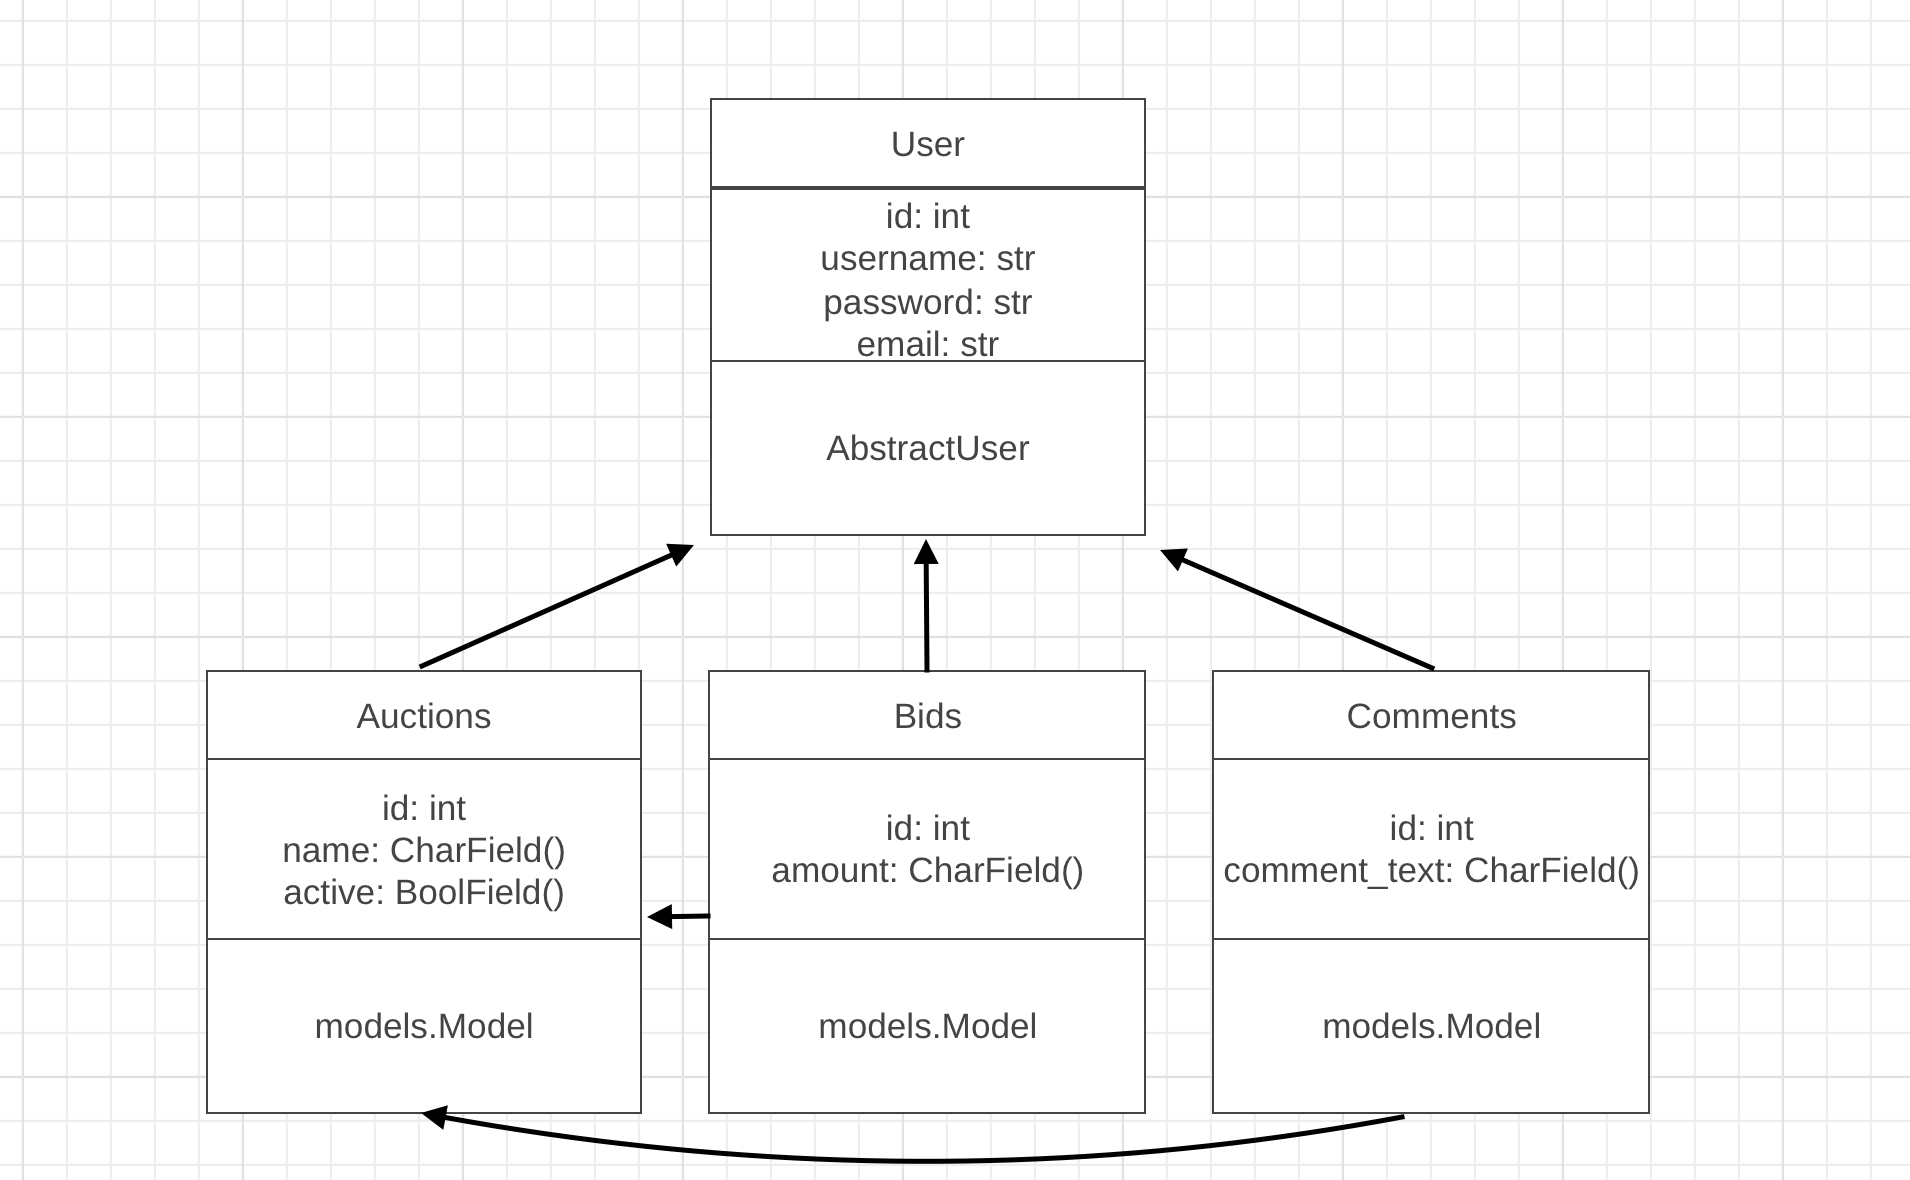 User
id: int
username: str
password: str
email: str
AbstractUser
Auctions
id: int
name: CharField()
active: BoolField()
models.Model
Bids
id: int
amount: CharField()
models.Model
Comments
id: int
comment_text: CharField()
models.Model